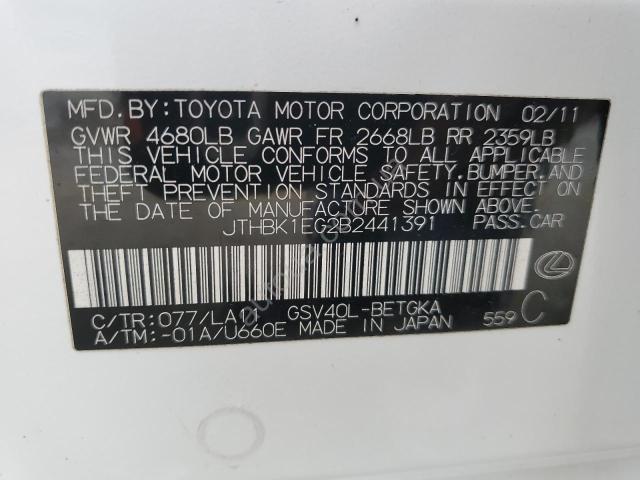 MFD.BY:TOYOTA MOTOR CORPORATION 02/11
GVWR 4680LB GAWR FR 2668LB RR 2359LB
THIS VEHICLE CONFORMS TO ALL APPLICABLE
FEDERAL MOTOR VEHICLE SAFETY,BUMPER,AND
THEFT PREVENTION STANDARDS IN EFFECT ON
THE DATE OF MANUFACTURE SHOWN ABOVE.
JTHBK1EG2B2441391 PASS.CAR
C/TR:077/LA17 GSV40L-BETGKA
A/TM:-01A/U660E MADE IN JAPAN 559 C